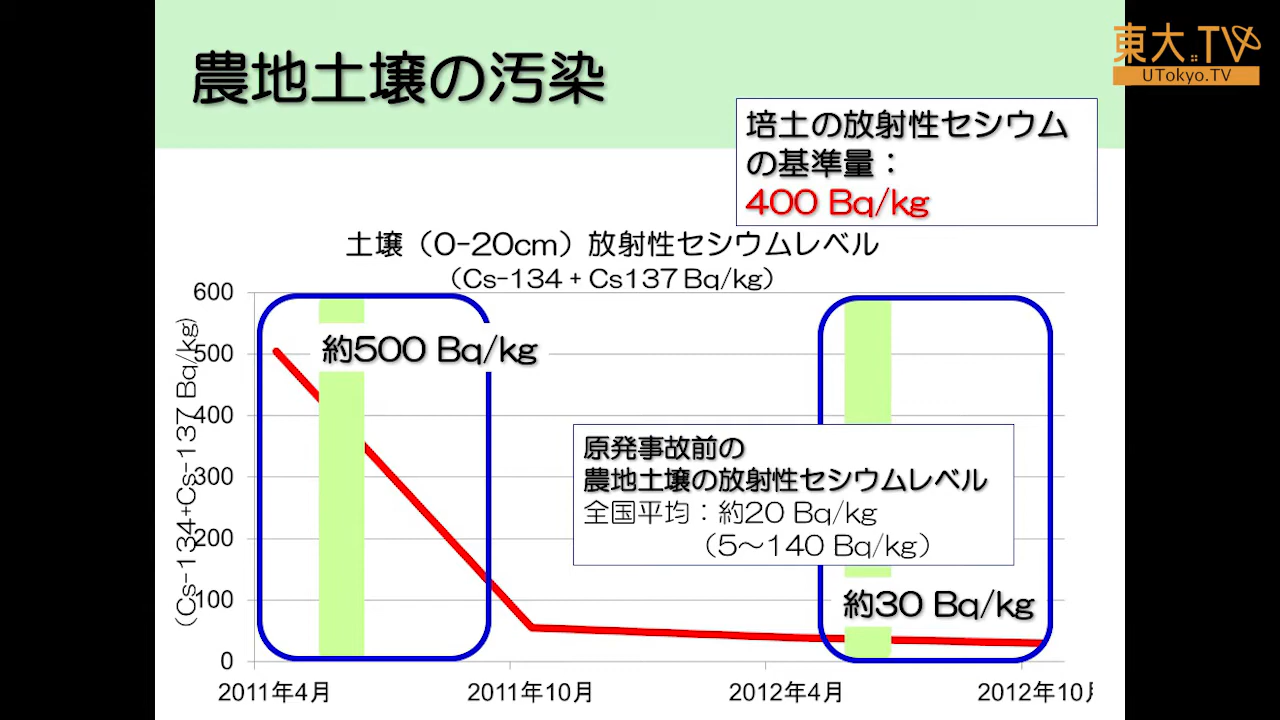 農地土壌の汚染
東大.TV
UTokyo.TV
培土の放射性セシウム
の基準量：
400 Bq/kg
土壌（0-20cm）放射性セシウムレベル
（Cs-134 + Cs137 Bq/kg）
(Cs-134+Cs-137 Bq/kg)
600
500
400
300
200
100
0
約500 Bq/kg
原発事故前の
農地土壌の放射性セシウムレベル
全国平均：約20 Bq/kg
（5～140 Bq/kg）
約30 Bq/kg
2011年4月
2011年10月
2012年4月
2012年10月